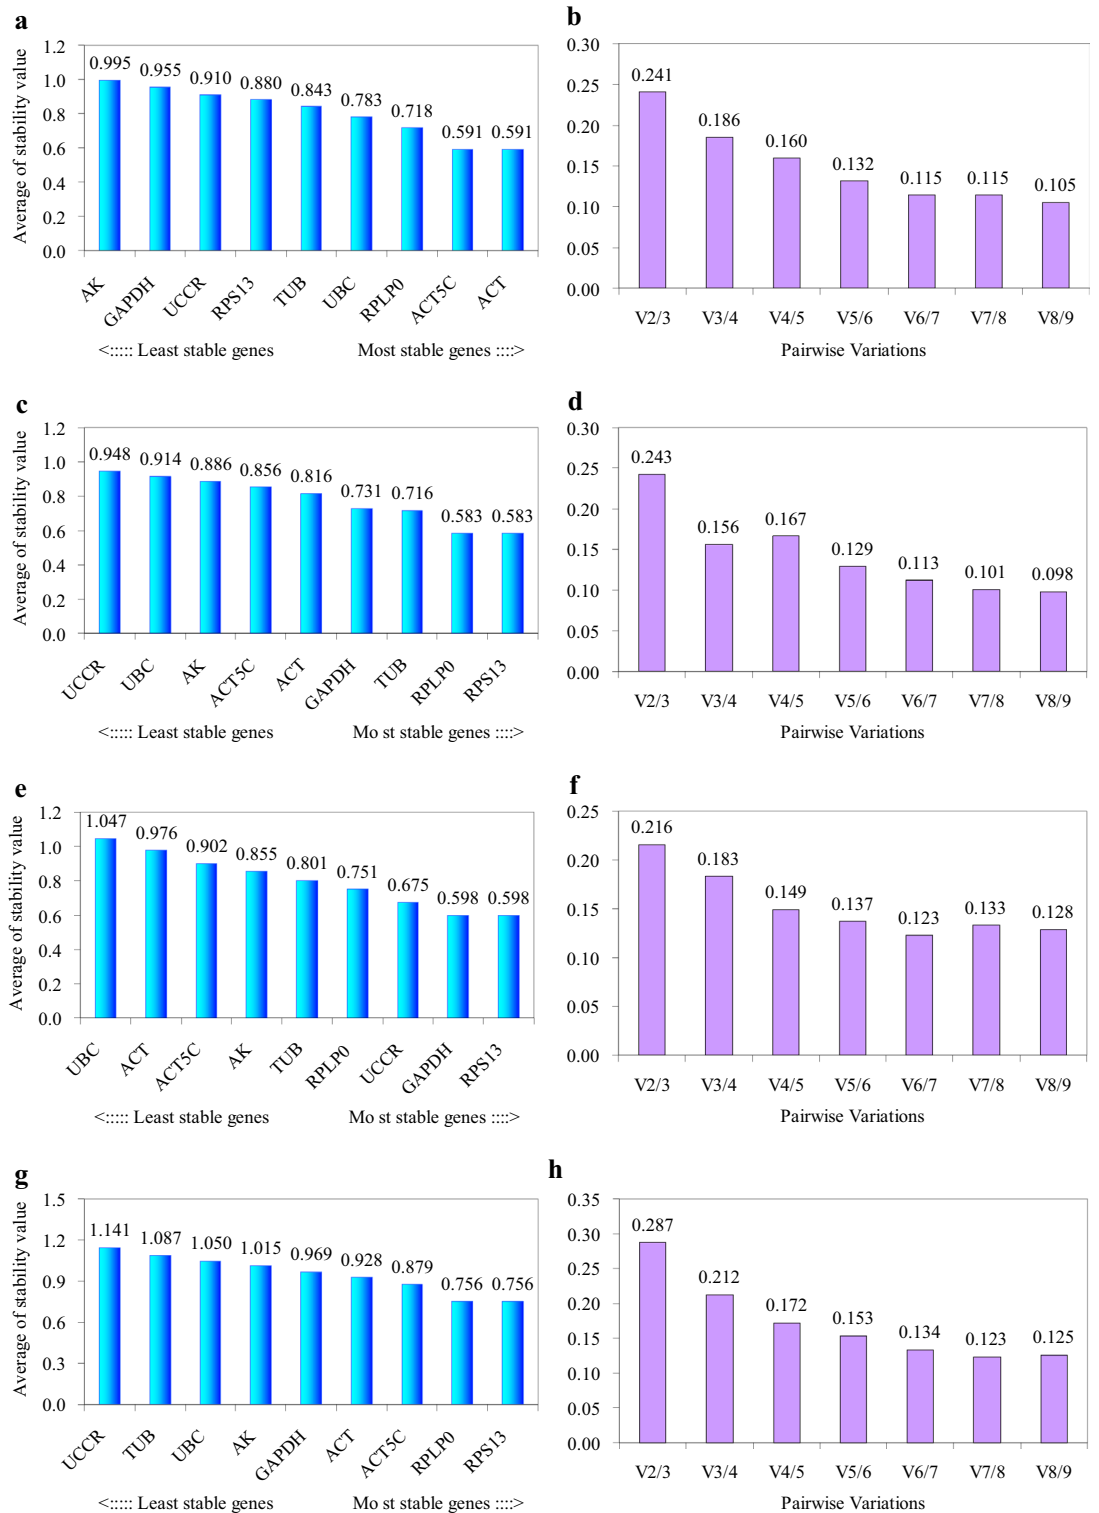 a
Average of stability value
1.2
1.0
0.8
0.6
0.4
0.2
0.0
0.995 0.955 0.910 0.880 0.843 0.783 0.718 0.591 0.591
AK GAPDH UCCR RPS13 TUB UBC RPLP0 ACT5C ACT
<::::: Least stable genes Most stable genes ::::>
b
0.30
0.25
0.20
0.15
0.10
0.05
0.00
0.241 0.186 0.160 0.132 0.115 0.115 0.105
V2/3 V3/4 V4/5 V5/6 V6/7 V7/8 V8/9
Pairwise Variations
c
Average of stability value
1.2
1.0
0.8
0.6
0.4
0.2
0.0
0.948 0.914 0.886 0.856 0.816 0.731 0.716 0.583 0.583
UCCR UBC AK ACT5C ACT GAPDH TUB RPLP0 RPS13
<::::: Least stable genes Mo st stable genes ::::>
d
0.30
0.25
0.20
0.15
0.10
0.05
0.00
0.243 0.156 0.167 0.129 0.113 0.101 0.098
V2/3 V3/4 V4/5 V5/6 V6/7 V7/8 V8/9
Pairwise Variations
e
Average of stability value
1.2
1.0
0.8
0.6
0.4
0.2
0.0
1.047 0.976 0.902 0.855 0.801 0.751 0.675 0.598 0.598
UBC ACT ACT5C AK TUB RPLP0 UCCR GAPDH RPS13
<::::: Least stable genes Mo st stable genes ::::>
f
0.25
0.20
0.15
0.10
0.05
0.00
0.216 0.183 0.149 0.137 0.123 0.133 0.128
V2/3 V3/4 V4/5 V5/6 V6/7 V7/8 V8/9
Pairwise Variations
g
Average of stability value
1.5
1.2
0.9
0.6
0.3
0.0
1.141 1.087 1.050 1.015 0.969 0.928 0.879 0.756 0.756
UCCR TUB UBC AK GAPDH ACT ACT5C RPLP0 RPS13
<::::: Least stable genes Mo st stable genes ::::>
h
0.35
0.30
0.25
0.20
0.15
0.10
0.05
0.00
0.287 0.212 0.172 0.153 0.134 0.123 0.125
V2/3 V3/4 V4/5 V5/6 V6/7 V7/8 V8/9
Pairwise Variations